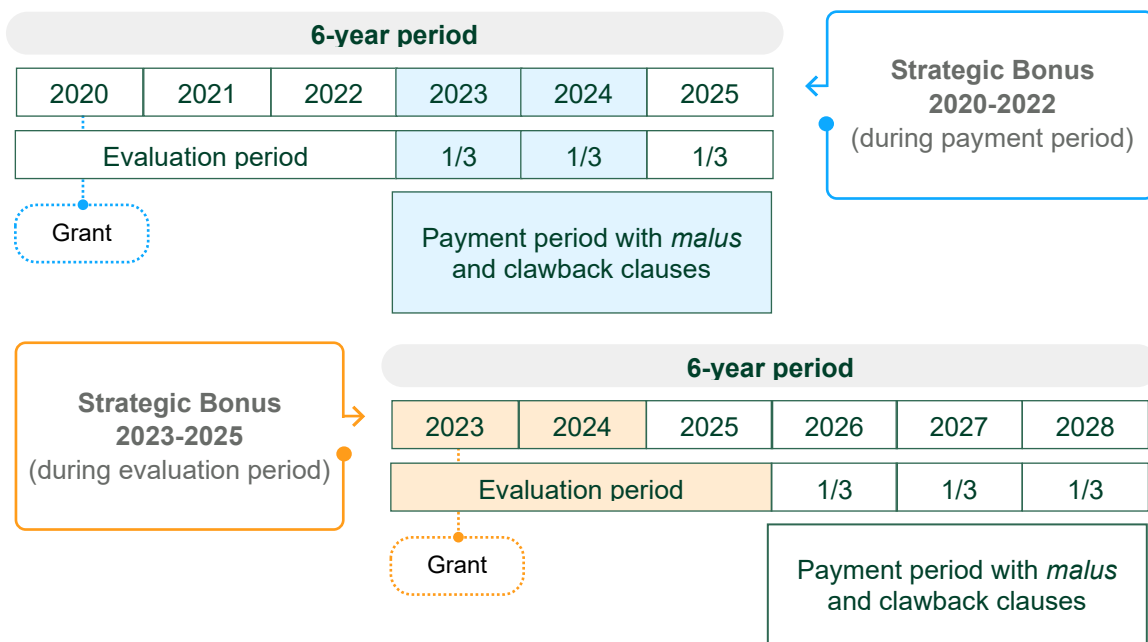 6-year period
2020 2021 2022 2023 2024 2025
Evaluation period 1/3 1/3 1/3
Grant
Payment period with malus
and clawback clauses
Strategic Bonus
2020-2022
(during payment period)
Strategic Bonus
2023-2025
(during evaluation period)
6-year period
2023 2024 2025 2026 2027 2028
Evaluation period 1/3 1/3 1/3
Grant
Payment period with malus
and clawback clauses